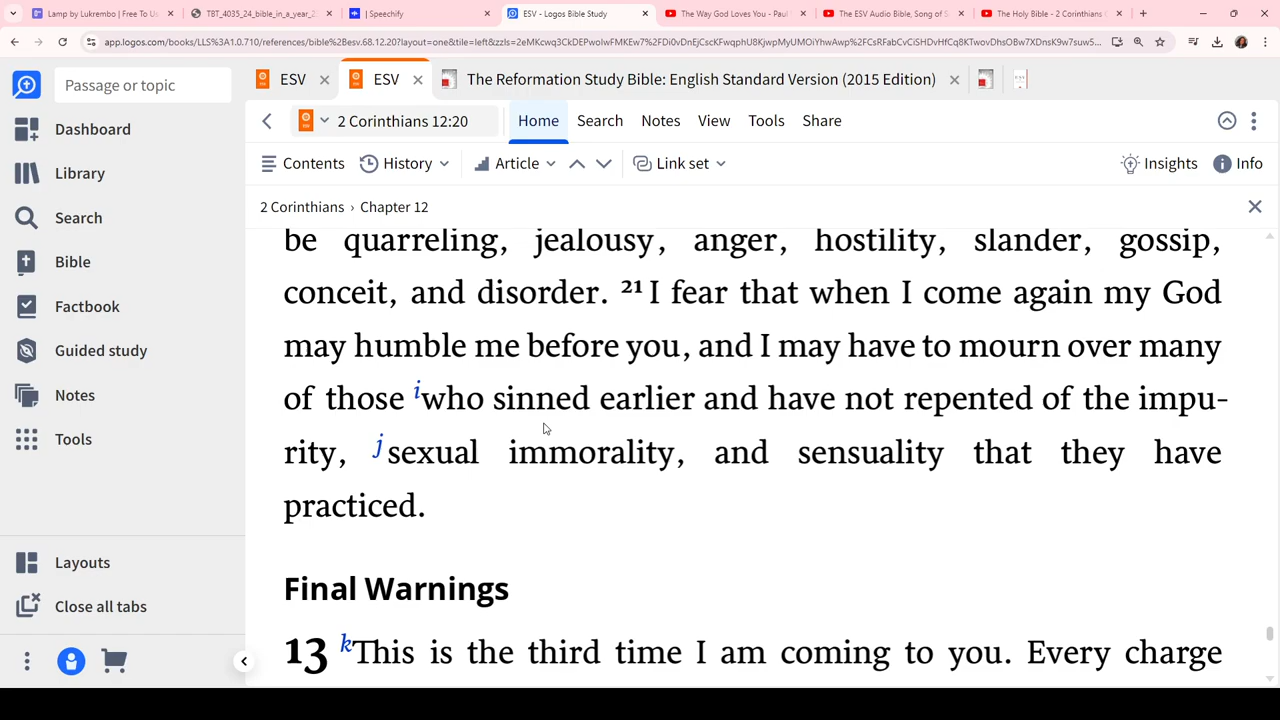 Lamp by Lukrembo | Free To Us
TBT_4035_24_bible_in_a_year_2
| Speechify
ESV - Logos Bible Study
The Way God Loves You - Paul
The ESV Audio Bible, Song of S
The Holy Bible - 2 Corinthians
Passage or topic
ESV
ESV
The Reformation Study Bible: English Standard Version (2015 Edition)
Dashboard
Library
Search
Bible
Factbook
Guided study
Notes
Tools
Layouts
Close all tabs
2 Corinthians 12:20
Home
Search
Notes
View
Tools
Share
Contents
History
Article
Link set
Insights
Info
2 Corinthians › Chapter 12
be quarreling, jealousy, anger, hostility, slander, gossip,
conceit, and disorder. 21 I fear that when I come again my God
may humble me before you, and I may have to mourn over many
of those i who sinned earlier and have not repented of the impu-
rity, j sexual immorality, and sensuality that they have
practiced.
Final Warnings
13 k This is the third time I am coming to you. Every charge